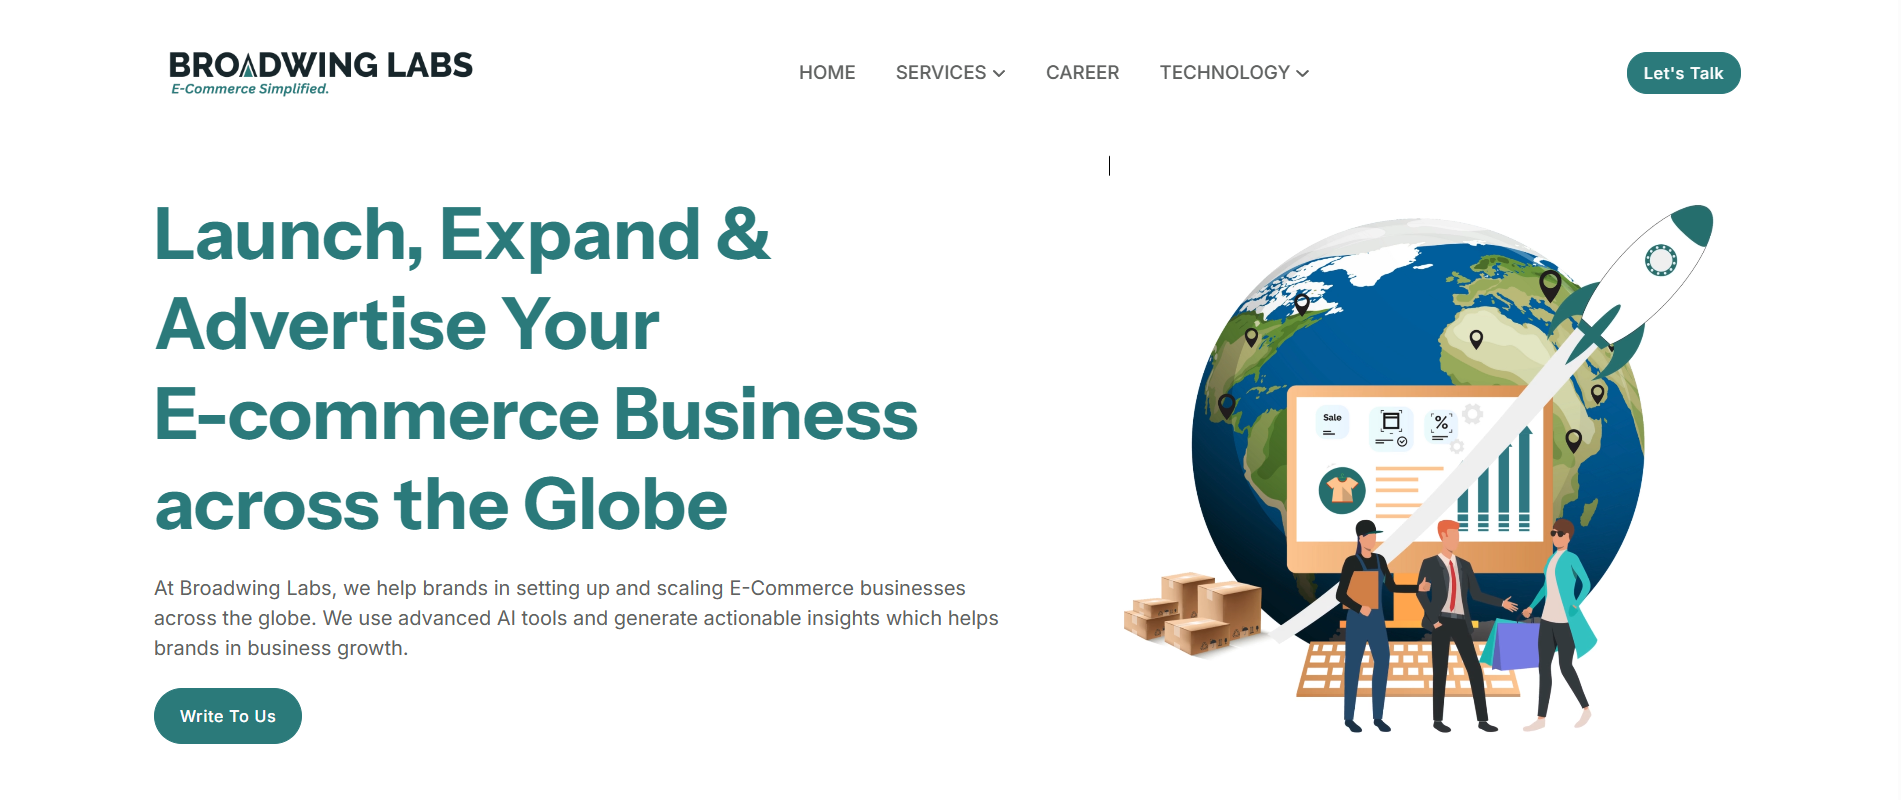 BROADWING LABS
E-Commerce Simplified.
HOME SERVICES CAREER TECHNOLOGY
Let's Talk
Launch, Expand &
Advertise Your
E-commerce Business
across the Globe
At Broadwing Labs, we help brands in setting up and scaling E-Commerce businesses
across the globe. We use advanced AI tools and generate actionable insights which helps
brands in business growth.
Write To Us
Sale
%